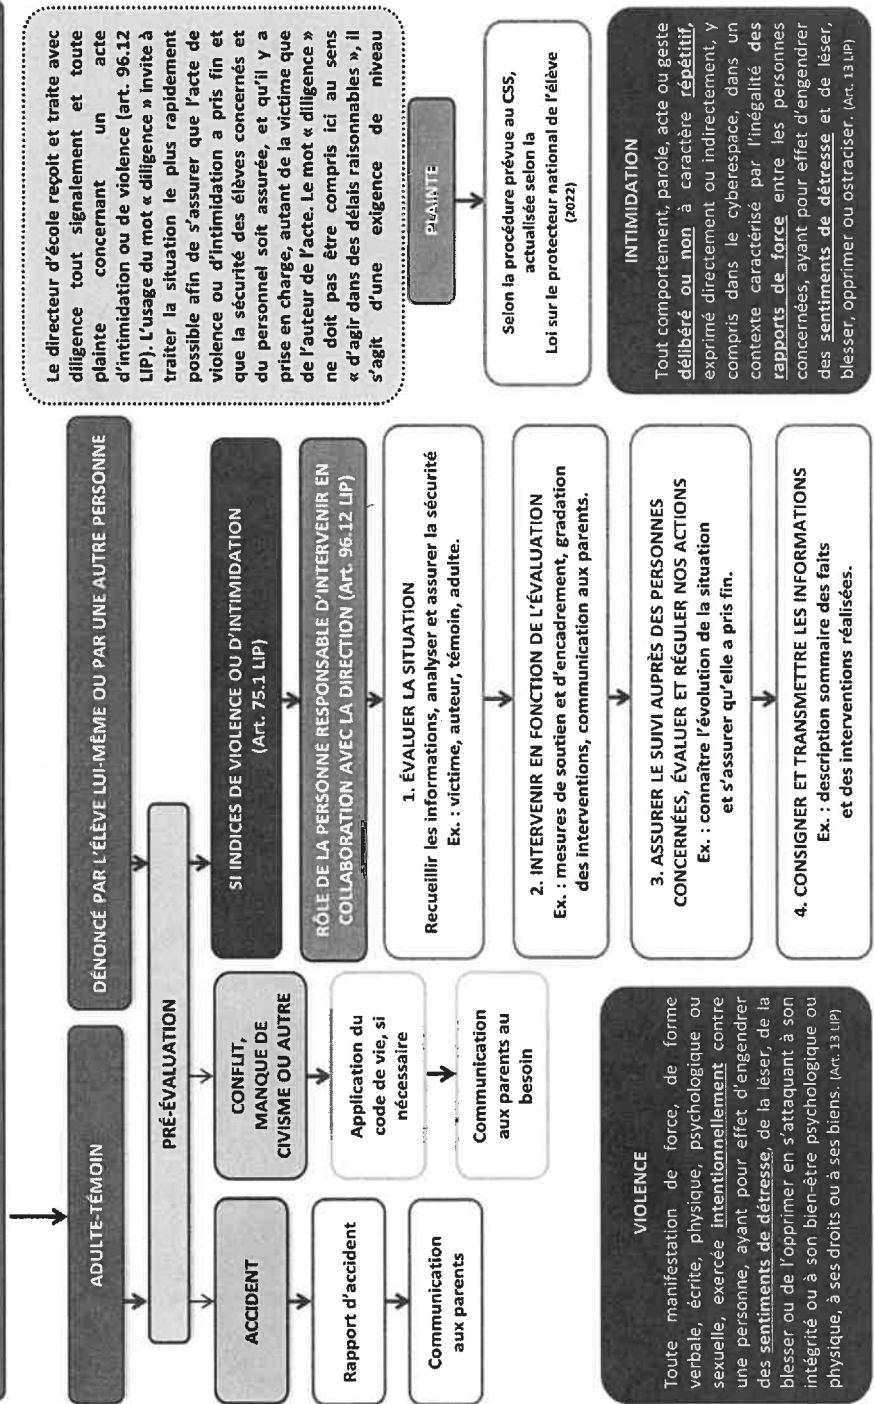 ADULTE-TÉMOIN
DÉNONCÉ PAR L'ÉLÈVE LUI-MÊME OU PAR UNE AUTRE PERSONNE
PRÉ-ÉVALUATION
ACCIDENT
Rapport d'accident
Communication
aux parents
CONFLIT,
MANQUE DE
CIVISME OU AUTRE
Application du
code de vie, si
nécessaire
Communication
aux parents au
besoin
SI INDICES DE VIOLENCE OU D'INTIMIDATION
(Art. 75.1 LIP)
RÔLE DE LA PERSONNE RESPONSABLE D'INTERVENIR EN
COLLABORATION AVEC LA DIRECTION (Art. 96.12 LIP)
1. ÉVALUER LA SITUATION
Recueillir les informations, analyser et assurer la sécurité
Ex. : victime, auteur, témoin, adulte.
2. INTERVENIR EN FONCTION DE L'ÉVALUATION
Ex. : mesures de soutien et d'encadrement, gradation
des interventions, communication aux parents.
3. ASSURER LE SUIVI AUPRÈS DES PERSONNES
CONCERNÉES, ÉVALUER ET RÉGULER NOS ACTIONS
Ex. : connaître l'évolution de la situation
et s'assurer qu'elle a pris fin.
4. CONSIGNER ET TRANSMETTRE LES INFORMATIONS
Ex. : description sommaire des faits
et des interventions réalisées.
Le directeur d'école reçoit et traite avec
diligence tout signalement et toute
plainte concernant un acte
d'intimidation ou de violence (art. 96.12
LIP). L'usage du mot « diligence » invite à
traiter la situation le plus rapidement
possible afin de s'assurer que l'acte de
violence ou d'intimidation a pris fin et
que la sécurité des élèves concernés et
du personnel soit assurée, et qu'il y a
prise en charge, autant de la victime que
de l'auteur de l'acte. Le mot « diligence »
ne doit pas être compris ici au sens
« d'agir dans des délais raisonnables », il
s'agit d'une exigence de niveau
PLAINTE
Selon la procédure prévue au CSS,
actualisée selon la
Loi sur le protecteur national de l'élève
(2022)
VIOLENCE
Toute manifestation de force, de forme
verbale, écrite, physique, psychologique ou
sexuelle, exercée intentionnellement contre
une personne, ayant pour effet d'engendrer
des sentiments de détresse, de la léser, de la
blesser ou de l'opprimer en s'attaquant à son
intégrité ou à son bien-être psychologique ou
physique, à ses droits ou à ses biens. (Art. 13 LIP)
INTIMIDATION
Tout comportement, parole, acte ou geste
délibéré ou non à caractère répétitif,
exprimé directement ou indirectement, y
compris dans le cyberespace, dans un
contexte caractérisé par l'inégalité des
rapports de force entre les personnes
concernées, ayant pour effet d'engendrer
des sentiments de détresse et de léser,
blesser, opprimer ou ostraciser. (Art. 13 LIP)